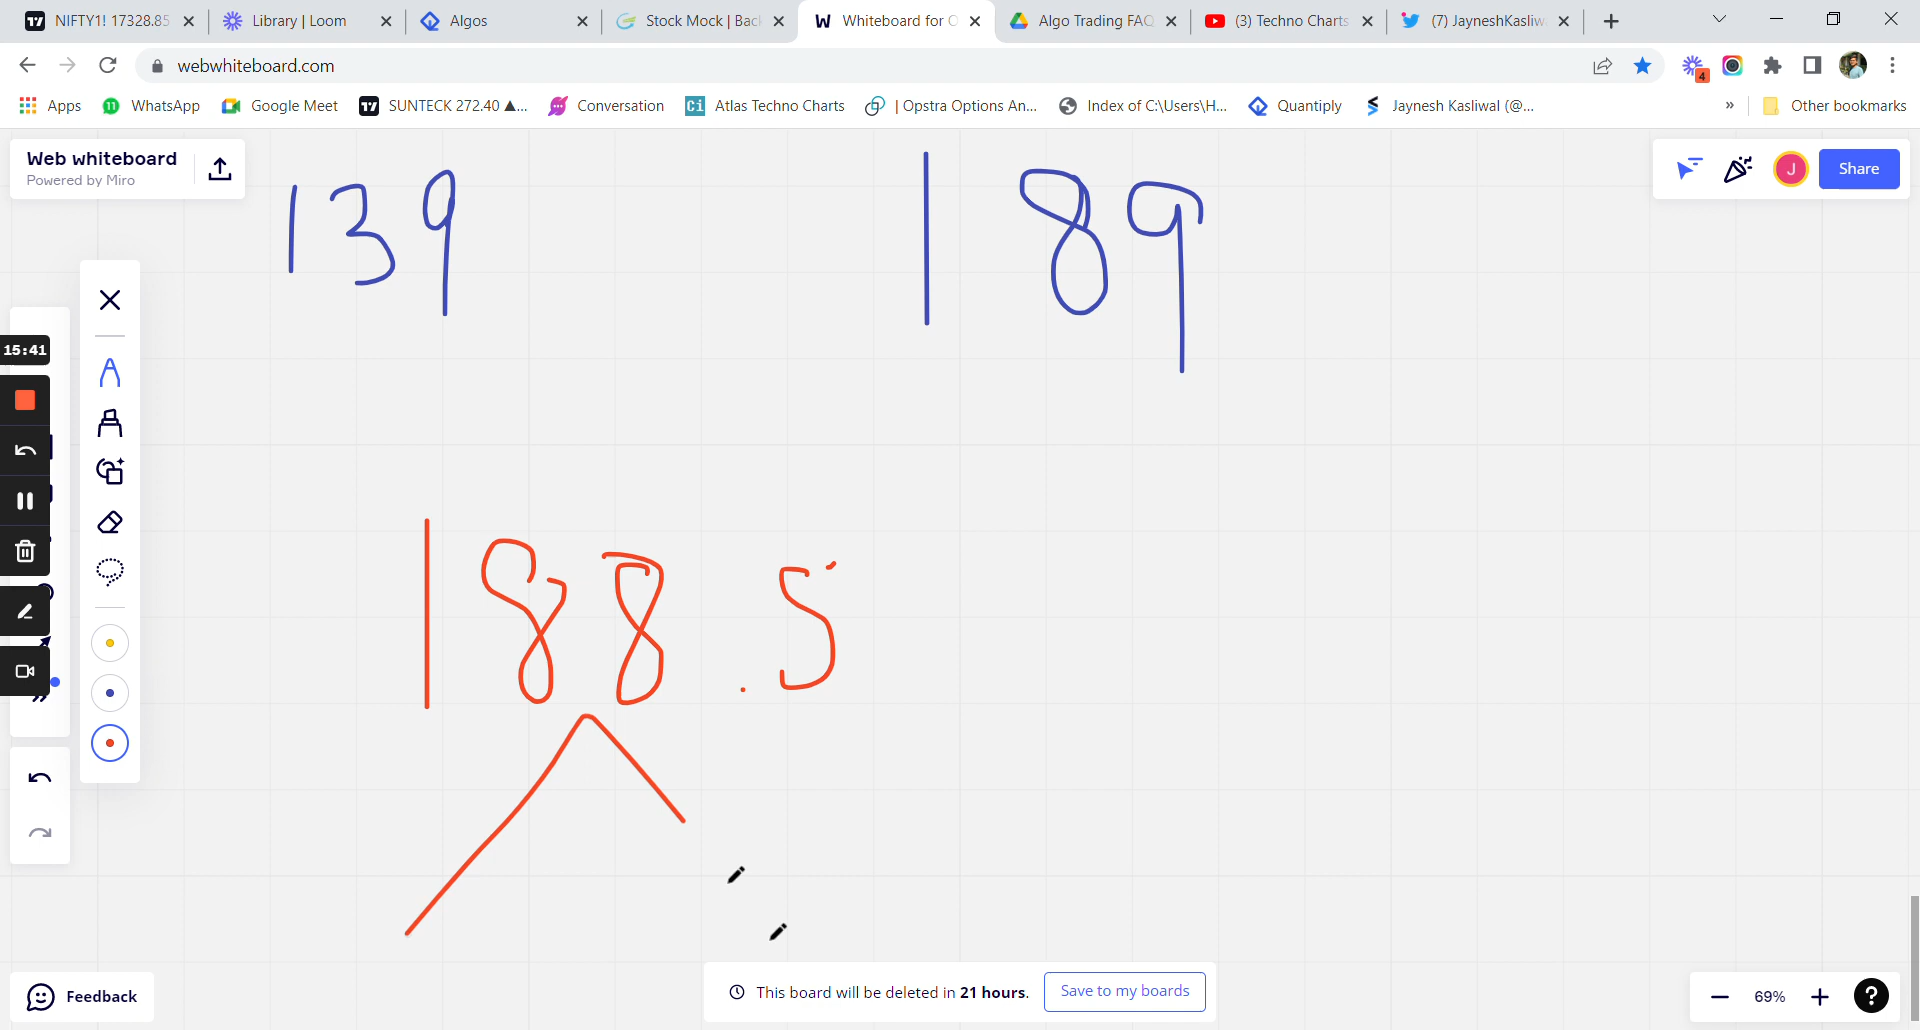 NIFTY1! 17328.85
Library | Loom
Algos
Stock Mock | Bac
Whiteboard for O
Algo Trading FAQ
(3) Techno Charts
(7) JayneshKasliw
webwhiteboard.com
4
Apps
11
WhatsApp
Google Meet
SUNTECK 272.40 ▲...
Conversation
Ci
Atlas Techno Charts
| Opstra Options An...
Index of C:\Users\H...
Quantiply
Jaynesh Kasliwal (@...
»
Other bookmarks
Web whiteboard
Powered by Miro
J
Share
139
189
15:41
188.5
Feedback
This board will be deleted in 21 hours.
Save to my boards
69%
?